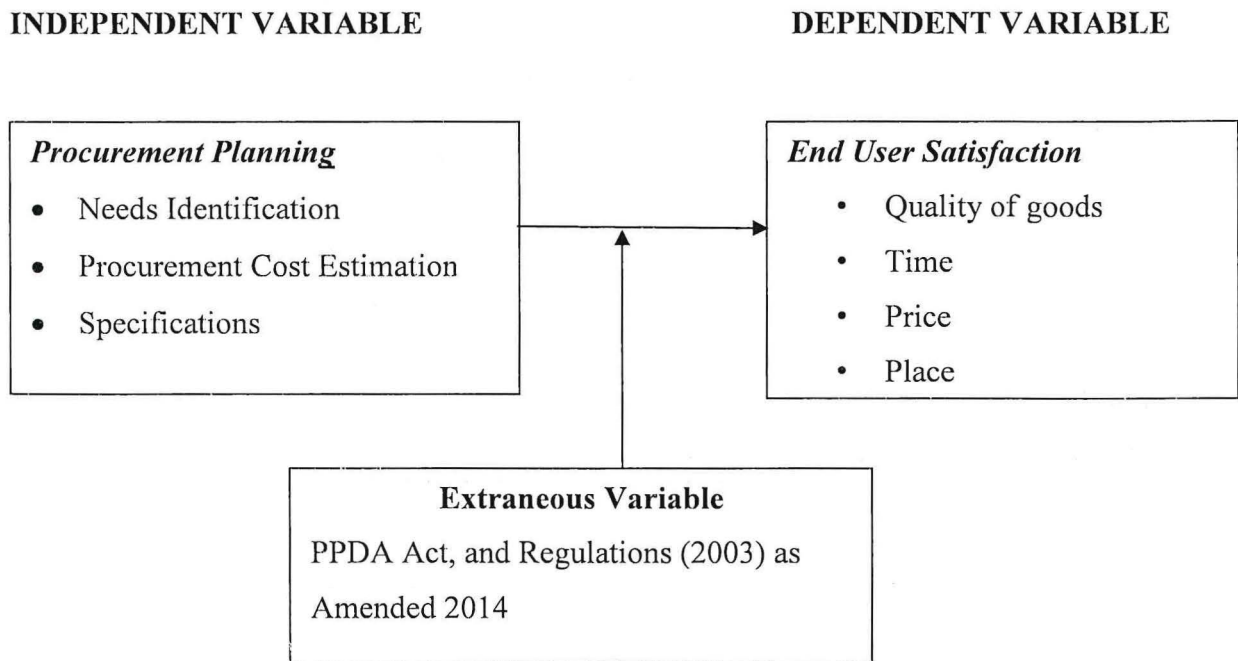 INDEPENDENT VARIABLE
DEPENDENT VARIABLE
Procurement Planning
• Needs Identification
• Procurement Cost Estimation
• Specifications
End User Satisfaction
• Quality of goods
• Time
• Price
• Place
Extraneous Variable
PPDA Act, and Regulations (2003) as
Amended 2014